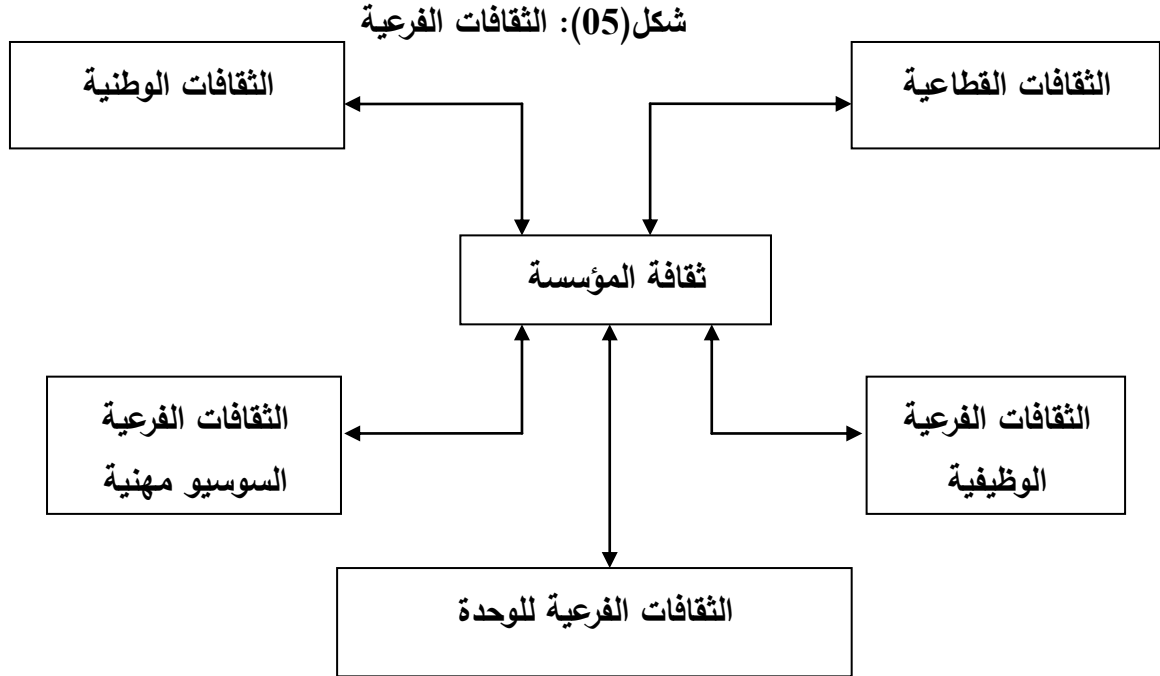 شكل(05): الثقافات الفرعية
الثقافات القطاعية
الثقافات الوطنية
ثقافة المؤسسة
الثقافات الفرعية
الوظيفية
الثقافات الفرعية
السوسيو مهنية
الثقافات الفرعية للوحدة